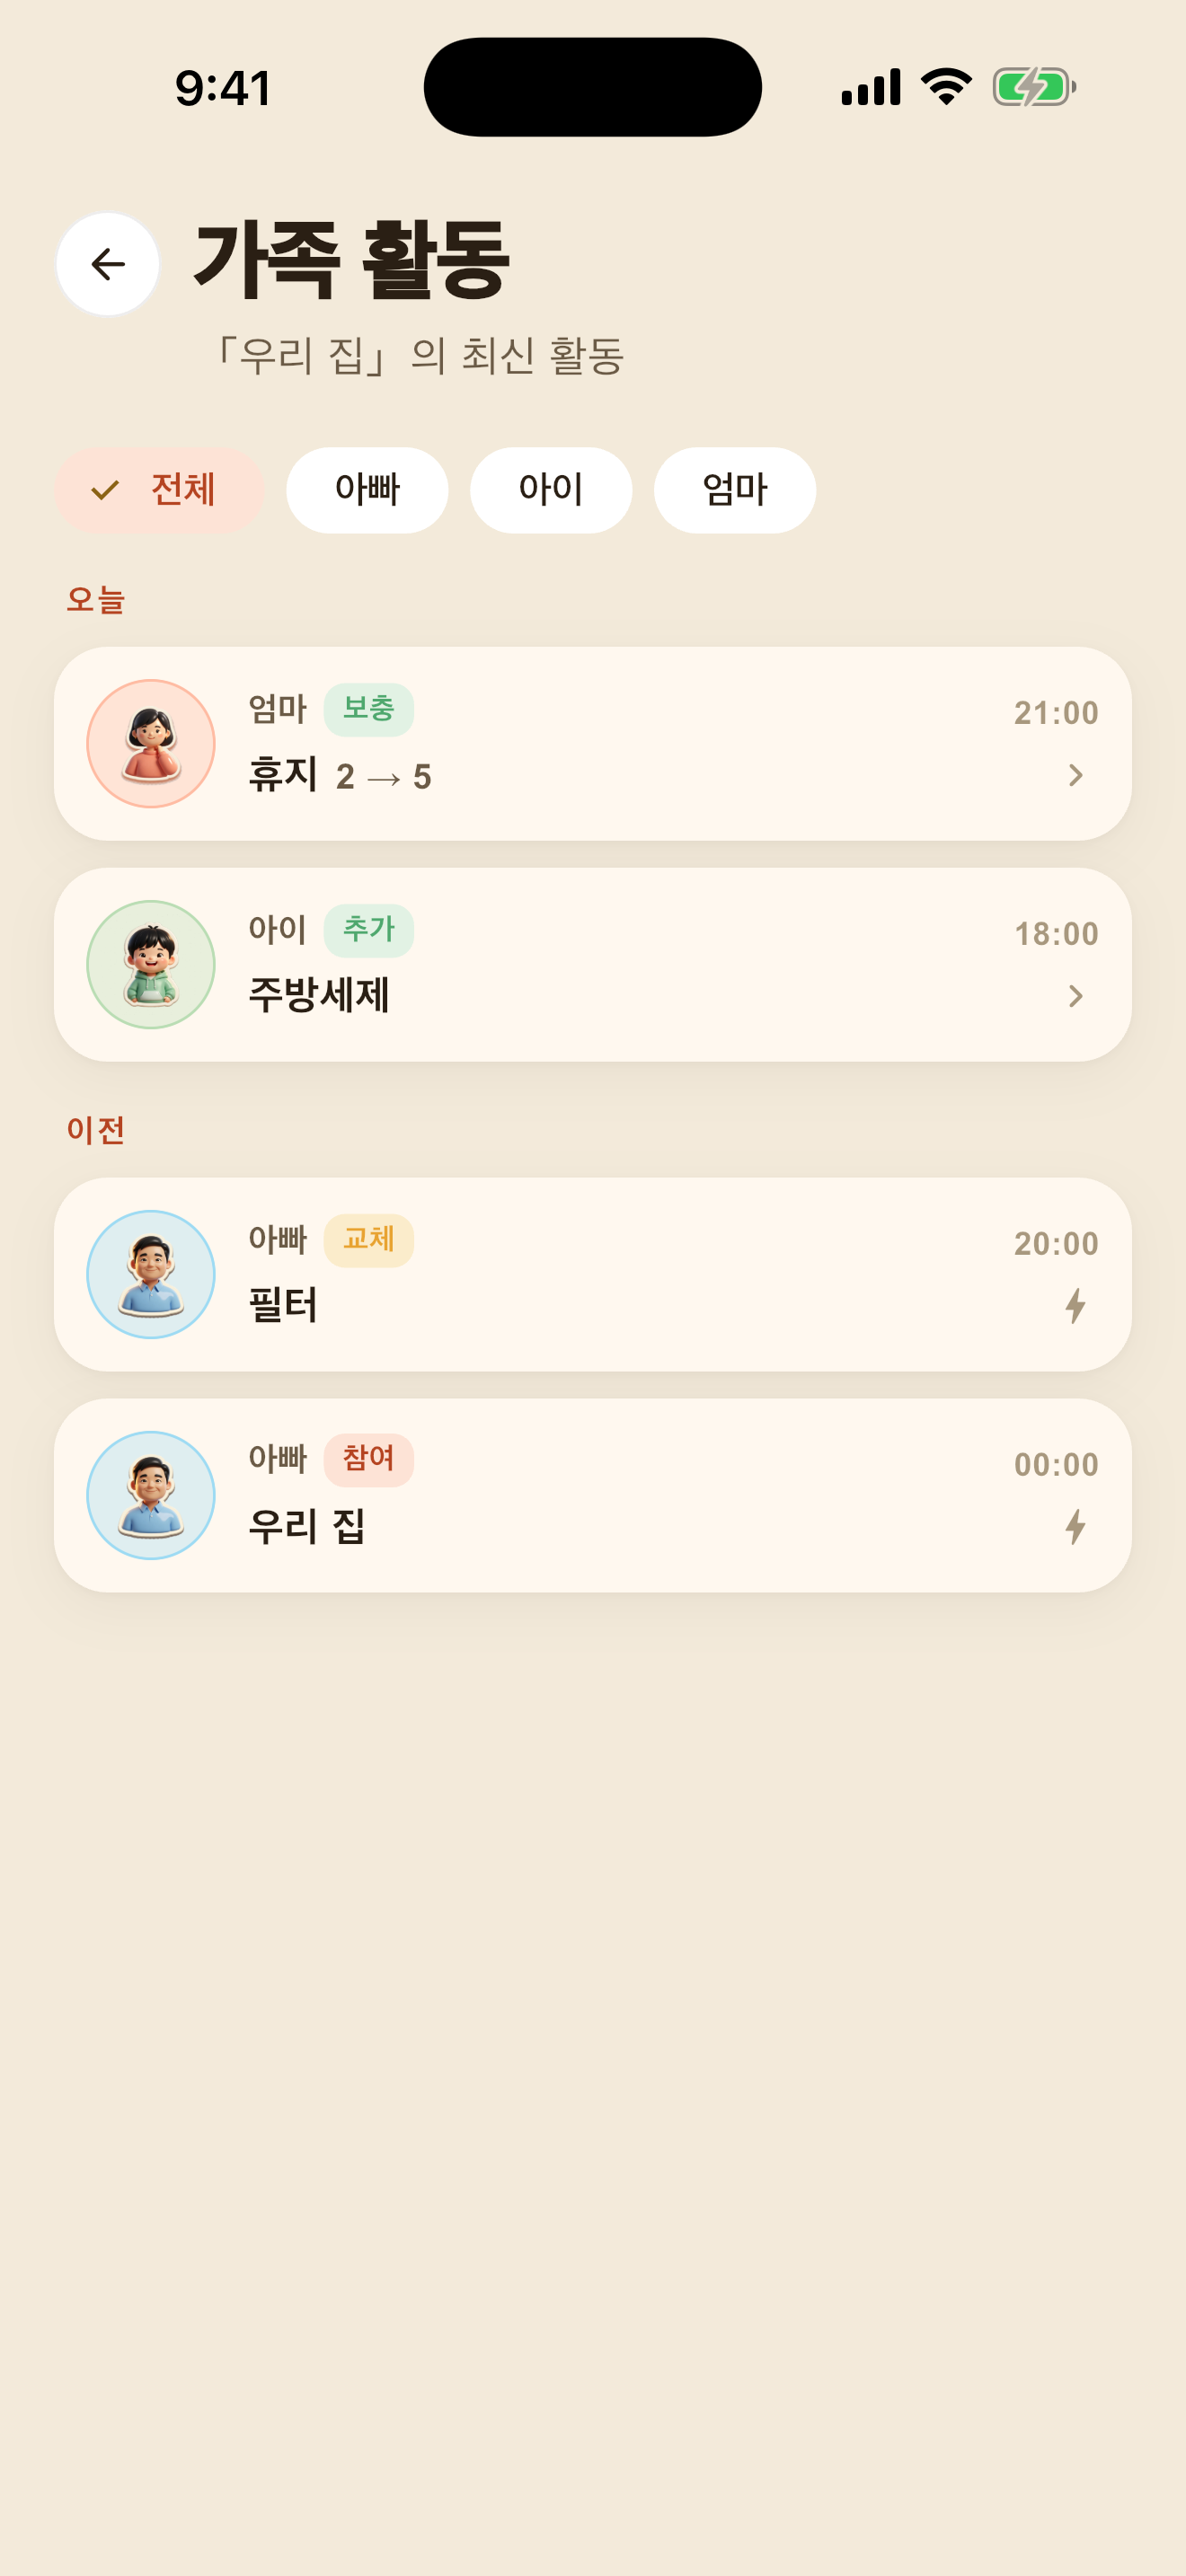 9:41
가족 활동
「우리 집」의 최신 활동
전체 아빠 아이 엄마
오늘
엄마 보충 21:00
휴지 2 → 5
아이 추가 18:00
주방세제
이전
아빠 교체 20:00
필터
아빠 참여 00:00
우리 집